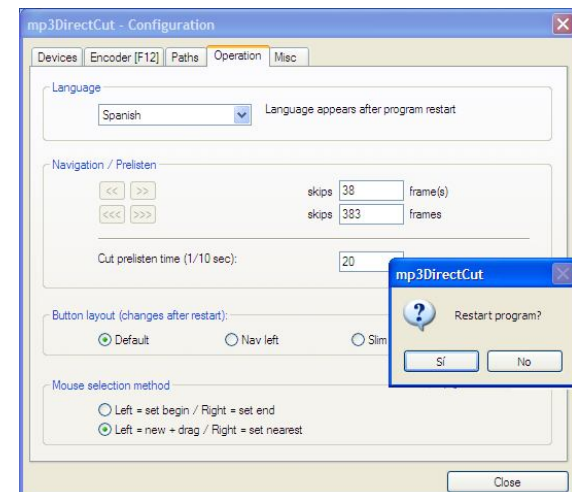 mp3DirectCut - Configuration
Devices Encoder [F12] Paths Operation Misc
Language
Spanish Language appears after program restart
Navigation / Prelisten
<< >> skips 38 frame(s)
<<< >>> skips 383 frames
Cut prelisten time (1/10 sec): 20
mp3DirectCut
Restart program?
Sí No
Button layout (changes after restart):
Default Nav left Slim
Mouse selection method
Left = set begin / Right = set end
Left = new + drag / Right = set nearest
Close